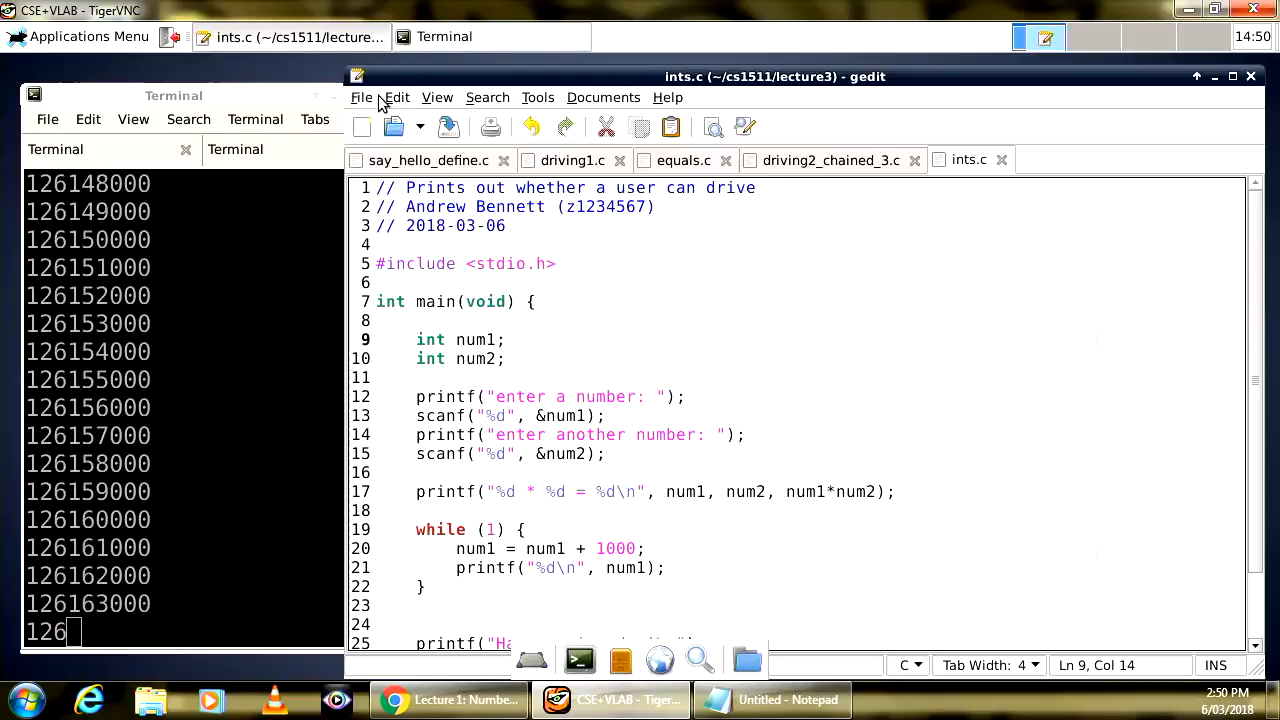 CSE+VLAB - TigerVNC
Applications Menu
ints.c (~/cs1511/lecture...
Terminal
14:50
Terminal
File Edit View Search Terminal Tabs
Terminal
Terminal
126148000
126149000
126150000
126151000
126152000
126153000
126154000
126155000
126156000
126157000
126158000
126159000
126160000
126161000
126162000
126163000
126
ints.c (~/cs1511/lecture3) - gedit
File Edit View Search Tools Documents Help
say_hello_define.c
driving1.c
equals.c
driving2_chained_3.c
ints.c
1 // Prints out whether a user can drive
2 // Andrew Bennett (z1234567)
3 // 2018-03-06
4
5 #include <stdio.h>
6
7 int main(void) {
8
9 int num1;
10 int num2;
11
12 printf("enter a number: ");
13 scanf("%d", &num1);
14 printf("enter another number: ");
15 scanf("%d", &num2);
16
17 printf("%d * %d = %d\n", num1, num2, num1*num2);
18
19 while (1) {
20 num1 = num1 + 1000;
21 printf("%d\n", num1);
22 }
23
24
25 printf("Ha
C
Tab Width: 4
Ln 9, Col 14
INS
Lecture 1: Numbe...
CSE+VLAB - Tiger...
Untitled - Notepad
2:50 PM
6/03/2018